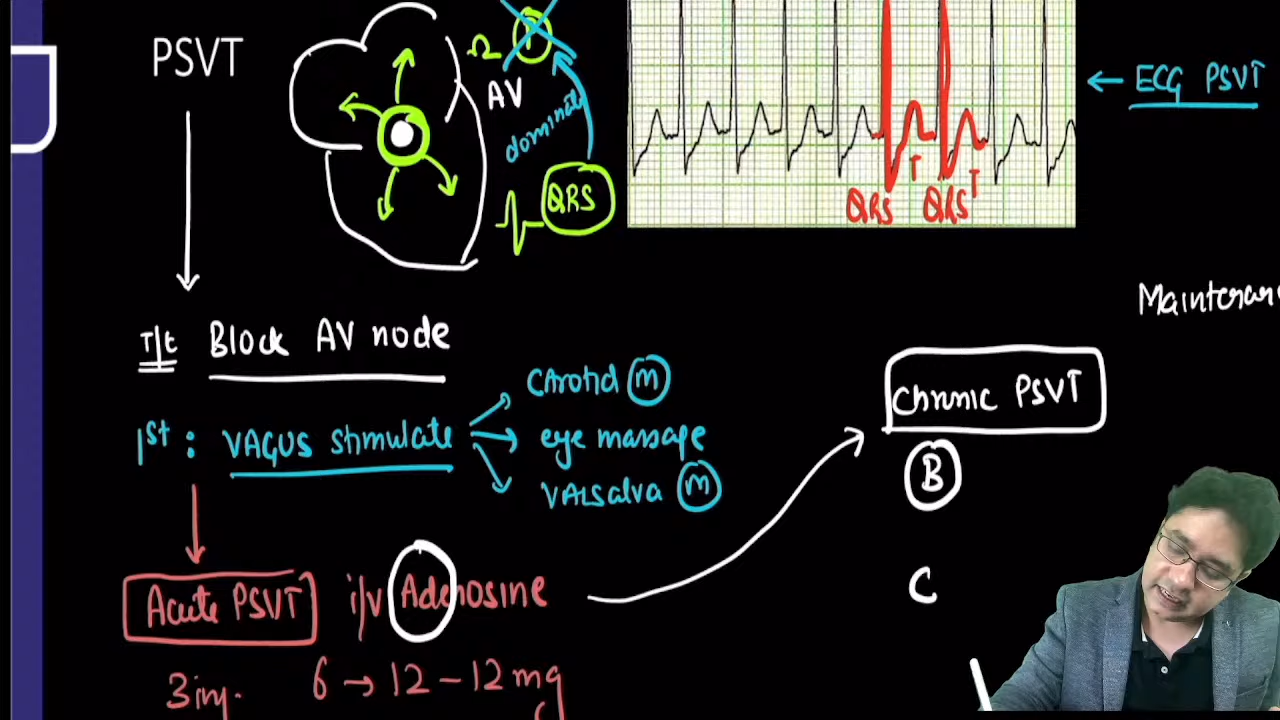 PSVT
P
AV
dominate
QRS
ECG PSVT
T
T
QRS
QRS
T/t Block AV node
1st : VAGUS stimulate
CArotid M
eye massage
VAlsalva M
Acute PSVT i/v Adenosine
3inj. 6 → 12 - 12 mg
Chronic PSVT
B
C